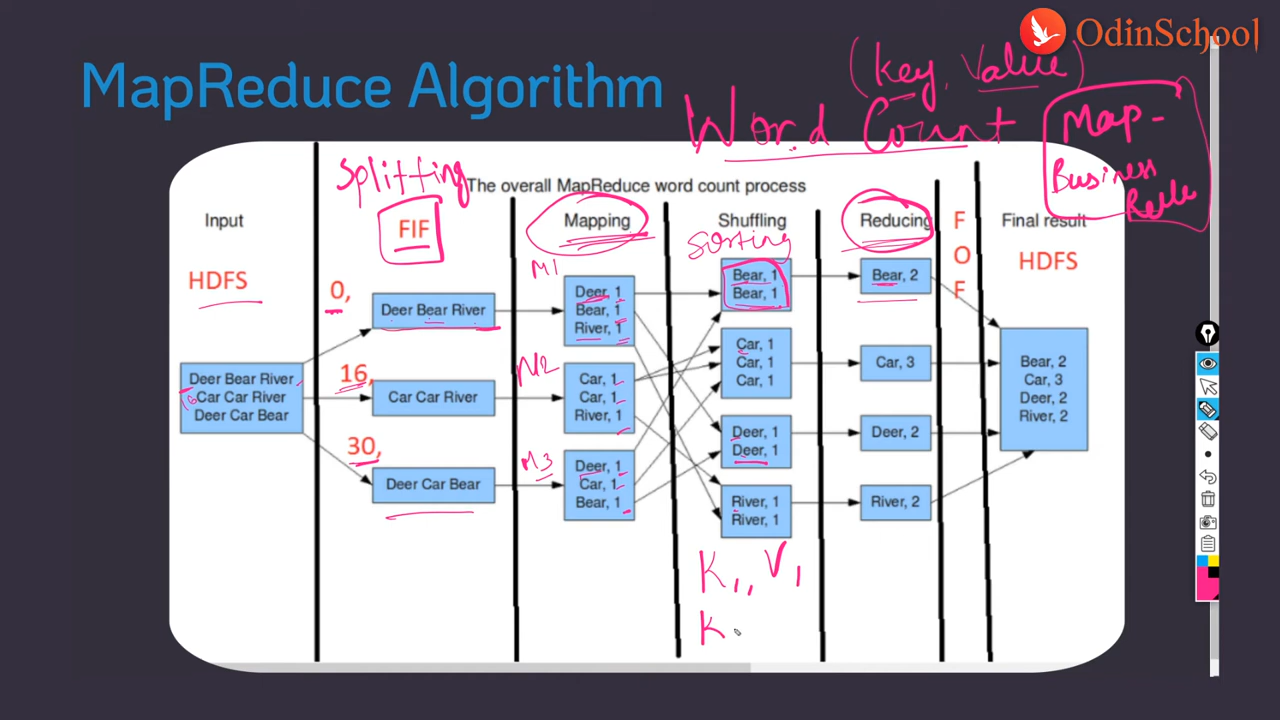 OdinSchool
MapReduce Algorithm
(Key, Value)
Word Count
Map -
Business
Rule
Splitting
The overall MapReduce word count process
Input
FIF
Mapping
Shuffling
Reducing
F
O
F
Final result
HDFS
HDFS
Sorting
M1
M2
M3
0,
16,
30,
Deer Bear River
Car Car River
Deer Car Bear
16
Deer Bear River
Car Car River
Deer Car Bear
Deer, 1
Bear, 1
River, 1
Car, 1
Car, 1
River, 1
Deer, 1
Car, 1
Bear, 1
Bear, 1
Bear, 1
Car, 1
Car, 1
Car, 1
Deer, 1
Deer, 1
River, 1
River, 1
Bear, 2
Car, 3
Deer, 2
River, 2
Bear, 2
Car, 3
Deer, 2
River, 2
K1, V1
K